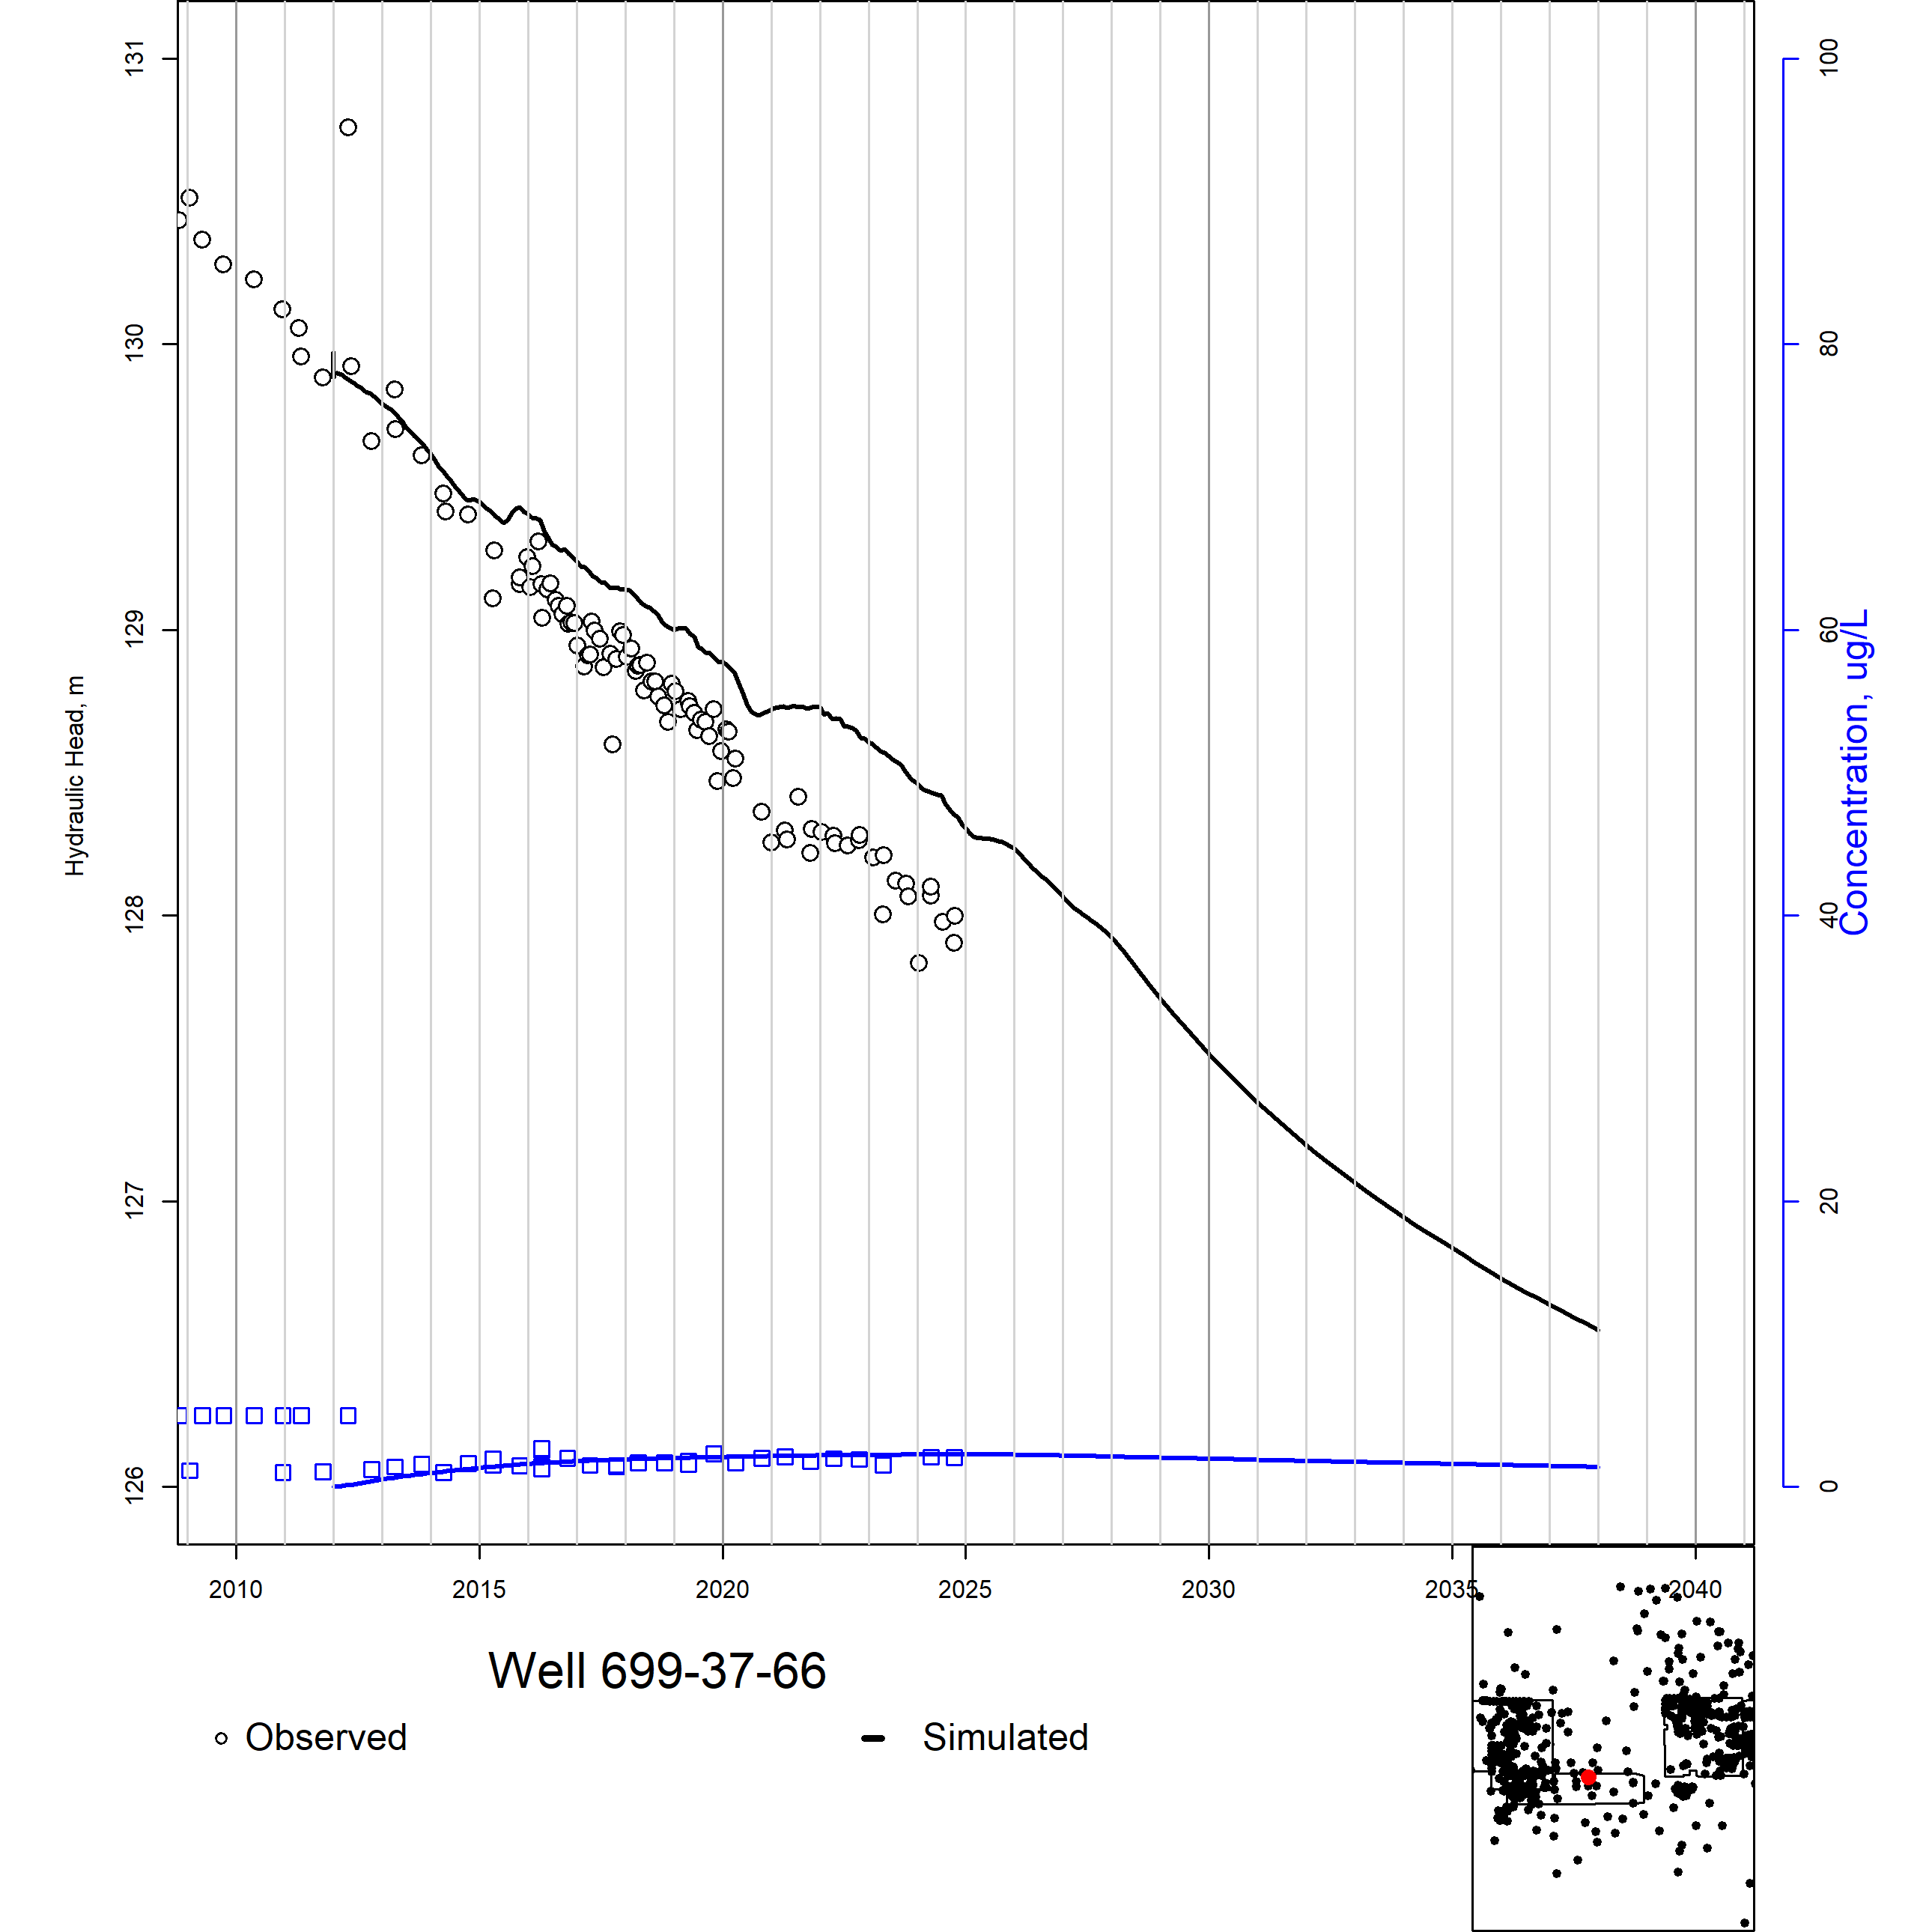 131
130
129
128
127
126
Hydraulic Head, m
100
80
60
40
20
0
Concentration, ug/L
2010 2015 2020 2025 2030 2035 2040
Well 699-37-66
Observed Simulated